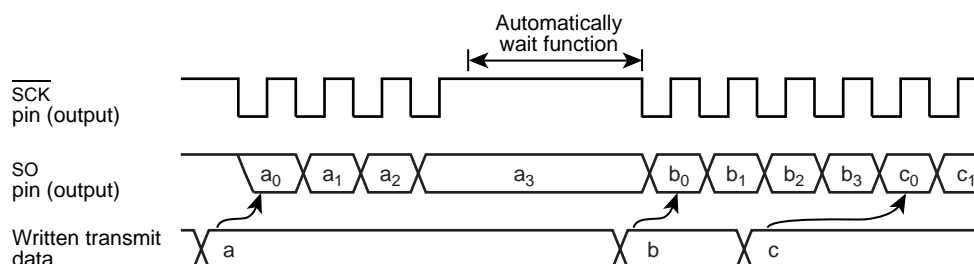 Automatically
wait function
SCK
pin (output)
SO
pin (output)
a0 a1 a2 a3 b0 b1 b2 b3 c0 c1
Written transmit
data
a b c